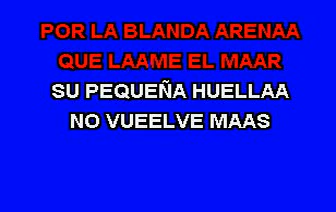 POR LA BLANDA ARENAA
QUE LAAME EL MAAR
SU PEQUEÑA HUELLAA
NO VUEELVE MAAS